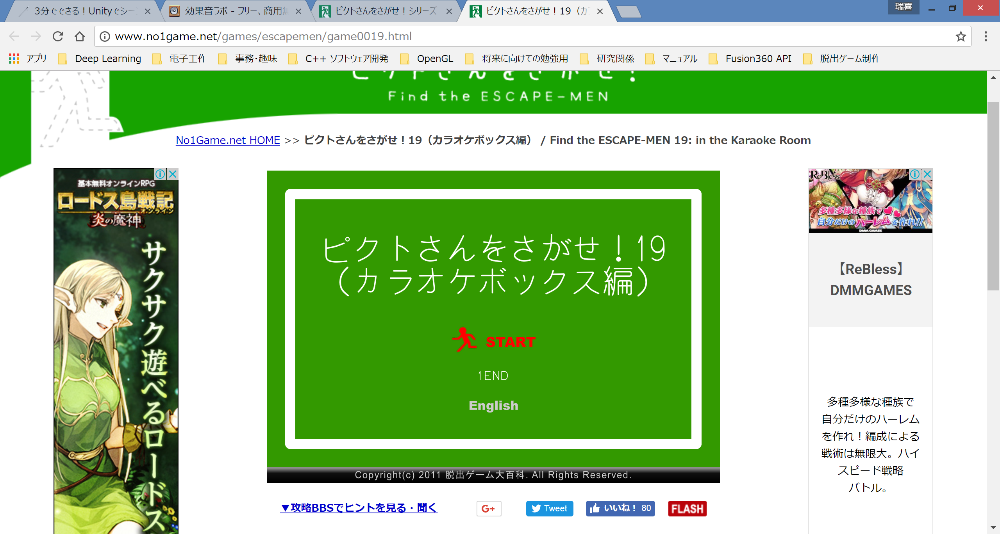 3分でできる！Unityでシー
効果音ラボ - フリー、商用無
ピクトさんをさがせ！シリーズ
ピクトさんをさがせ！19（カラ
瑞喜
www.no1game.net/games/escapemen/game0019.html
アプリ
Deep Learning
電子工作
事務・趣味
C++ ソフトウェア開発
OpenGL
将来に向けての勉強用
研究関係
マニュアル
Fusion360 API
脱出ゲーム制作
ピクトさんをさがせ！
Find the ESCAPE-MEN
No1Game.net HOME >> ピクトさんをさがせ！19（カラオケボックス編） / Find the ESCAPE-MEN 19: in the Karaoke Room
基本無料オンラインRPG
ロードス島戦記
オンライン
炎の魔神
サクサク遊べるロードス
ピクトさんをさがせ！19
（カラオケボックス編）
START
1END
English
Copyright(c) 2011 脱出ゲーム大百科. All Rights Reserved.
▼攻略BBSでヒントを見る・聞く
G+
Tweet
いいね！ 80
FLASH
ReBless
多種多様な種族で
自分だけのハーレムを作れ!!
DMM GAMES
【ReBless】
DMMGAMES
多種多様な種族で
自分だけのハーレム
を作れ！編成による
戦術は無限大。ハイ
スピード戦略
バトル。